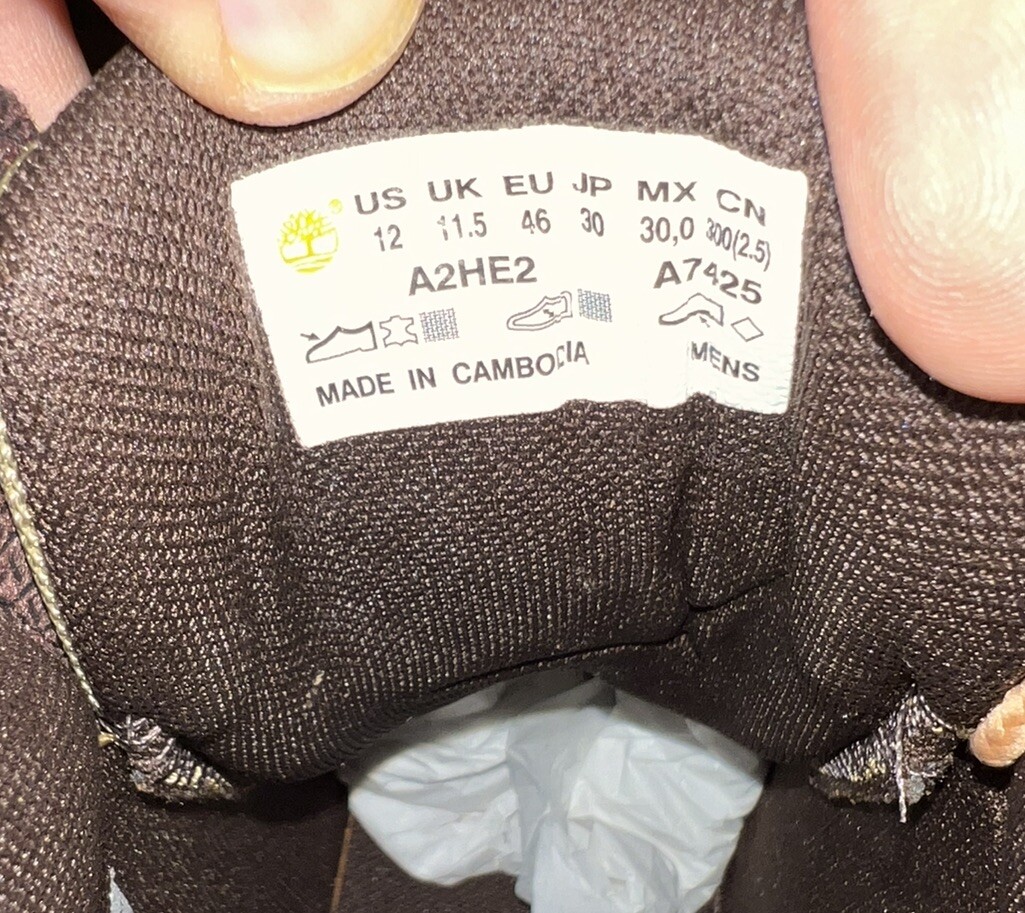 US UK EU JP MX CN
12 11.5 46 30 30,0 300(2.5)
A2HE2 A7425
MADE IN CAMBODIA MENS